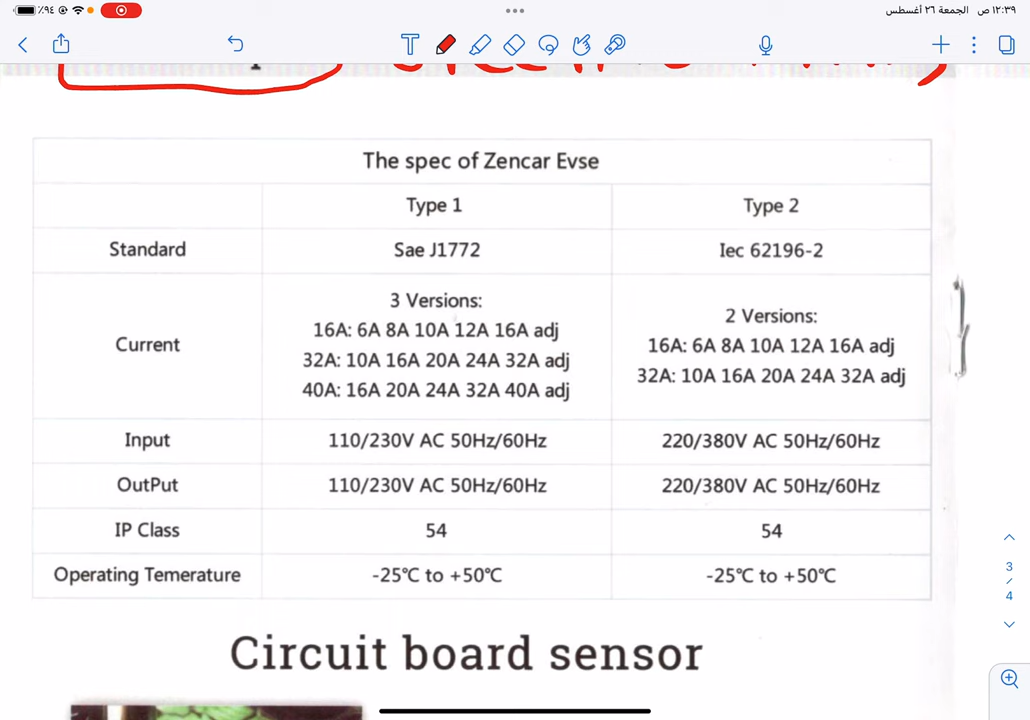 ٪٩٤
١٢:٣٩ ص الجمعة ٢٦ أغسطس
The spec of Zencar Evse
Type 1 Type 2
Standard Sae J1772 Iec 62196-2
Current
3 Versions:
16A: 6A 8A 10A 12A 16A adj
32A: 10A 16A 20A 24A 32A adj
40A: 16A 20A 24A 32A 40A adj
2 Versions:
16A: 6A 8A 10A 12A 16A adj
32A: 10A 16A 20A 24A 32A adj
Input 110/230V AC 50Hz/60Hz 220/380V AC 50Hz/60Hz
OutPut 110/230V AC 50Hz/60Hz 220/380V AC 50Hz/60Hz
IP Class 54 54
Operating Temerature -25℃ to +50℃ -25℃ to +50℃
3
/
4
Circuit board sensor